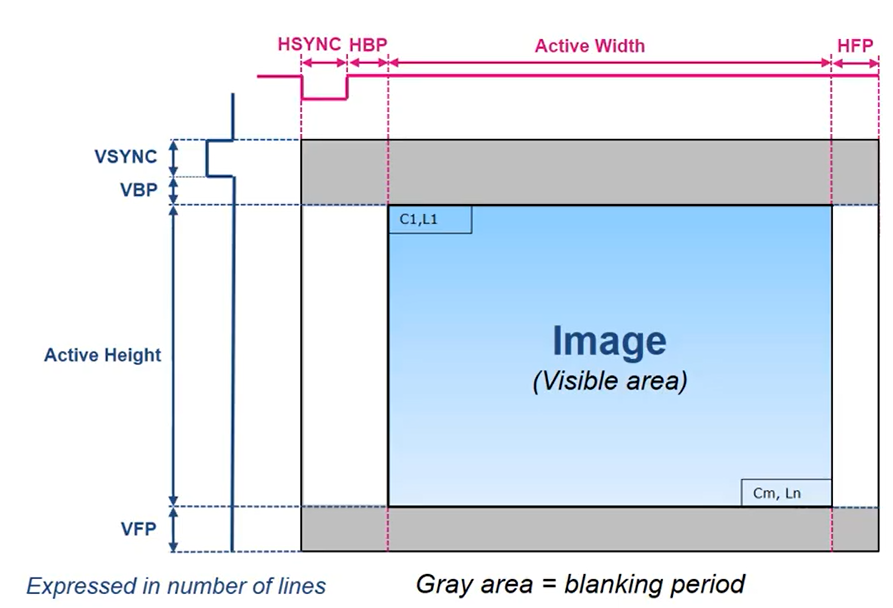 HSYNC HBP Active Width HFP
VSYNC
VBP
C1,L1
Image
(Visible area)
Active Height
Cm, Ln
VFP
Expressed in number of lines
Gray area = blanking period